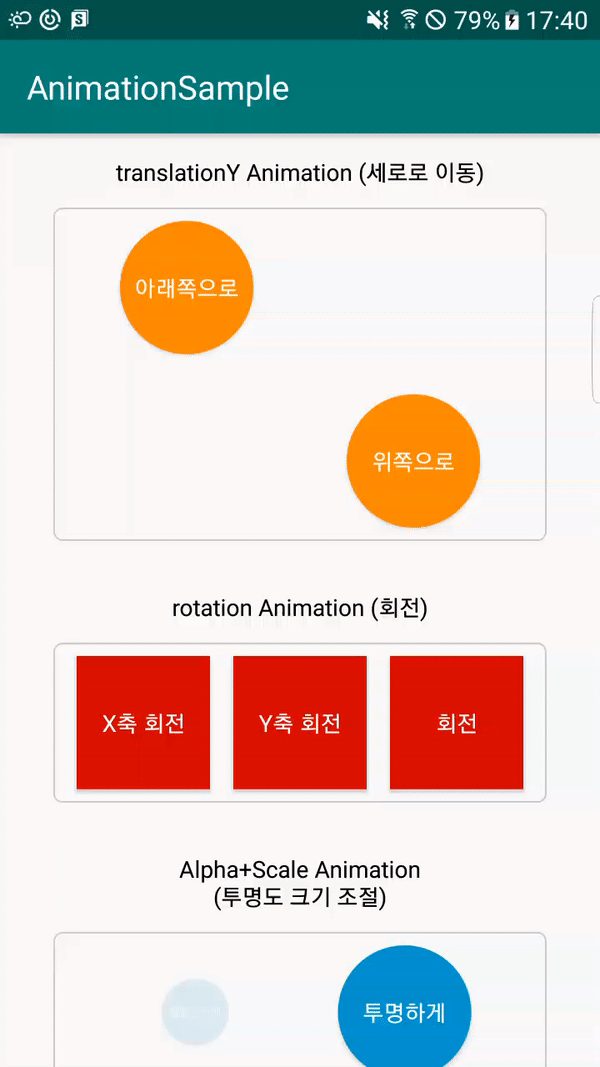 79% 17:40
AnimationSample
translationY Animation (세로로 이동)
아래쪽으로
위쪽으로
rotation Animation (회전)
X축 회전
Y축 회전
회전
Alpha+Scale Animation
(투명도 크기 조절)
투명하게